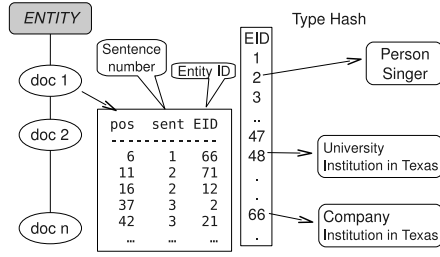 ENTITY
Type Hash
Sentence
number
Entity ID
EID
1
2
3
..
47
48
.
.
66
.
Person
Singer
doc 1
doc 2
doc n
pos sent EID
- - - - - - - - - - - - - - - -
6 1 66
11 2 71
16 2 12
37 3 2
42 3 21
... ... ...
University
Institution in Texas
Company
Institution in Texas